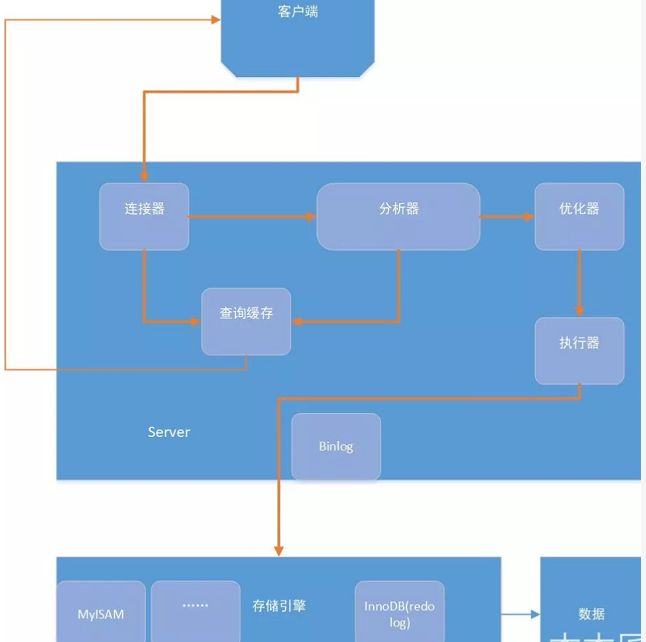 客户端
连接器
分析器
优化器
查询缓存
执行器
Server
Binlog
MyISAM
······
存储引擎
InnoDB(redo
log)
数据